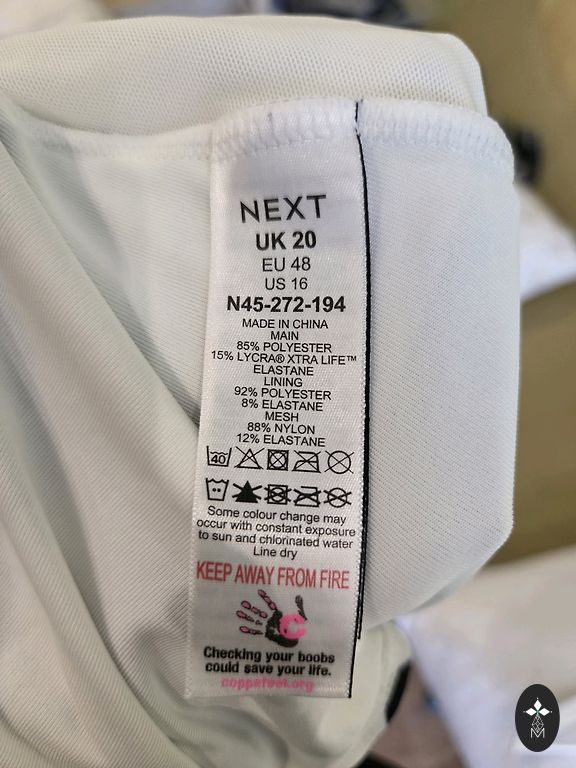 NEXT
UK 20
EU 48
US 16
N45-272-194
MADE IN CHINA
MAIN
85% POLYESTER
15% LYCRA® XTRA LIFE™
ELASTANE
LINING
92% POLYESTER
8% ELASTANE
MESH
88% NYLON
12% ELASTANE
40
Some colour change may
occur with constant exposure
to sun and chlorinated water
Line dry
KEEP AWAY FROM FIRE
C
Checking your boobs
could save your life.
coppafeel.org
M